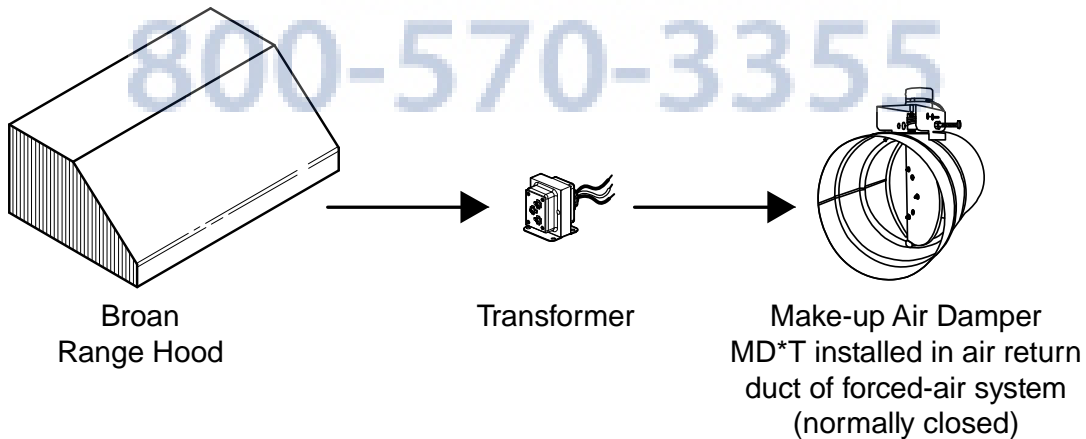 800-570-3355
Broan
Range Hood
Transformer
Make-up Air Damper
MD*T installed in air return
duct of forced-air system
(normally closed)